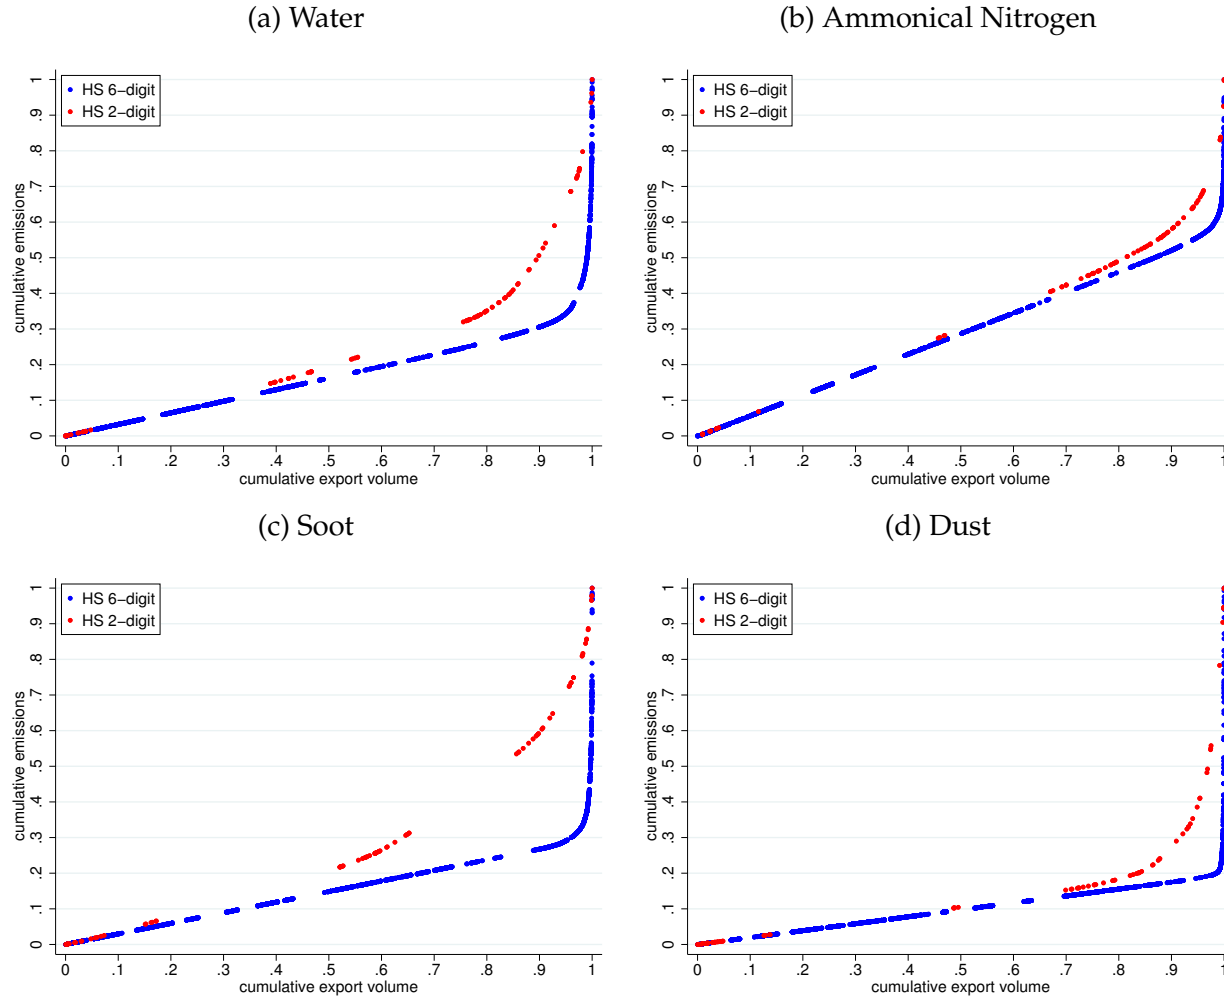 (a) Water
HS 6−digit
HS 2−digit
cumulative emissions
0 .1 .2 .3 .4 .5 .6 .7 .8 .9 1
0 .1 .2 .3 .4 .5 .6 .7 .8 .9 1
cumulative export volume
(b) Ammonical Nitrogen
HS 6−digit
HS 2−digit
cumulative emissions
0 .1 .2 .3 .4 .5 .6 .7 .8 .9 1
0 .1 .2 .3 .4 .5 .6 .7 .8 .9 1
cumulative export volume
(c) Soot
HS 6−digit
HS 2−digit
cumulative emissions
0 .1 .2 .3 .4 .5 .6 .7 .8 .9 1
0 .1 .2 .3 .4 .5 .6 .7 .8 .9 1
cumulative export volume
(d) Dust
HS 6−digit
HS 2−digit
cumulative emissions
0 .1 .2 .3 .4 .5 .6 .7 .8 .9 1
0 .1 .2 .3 .4 .5 .6 .7 .8 .9 1
cumulative export volume